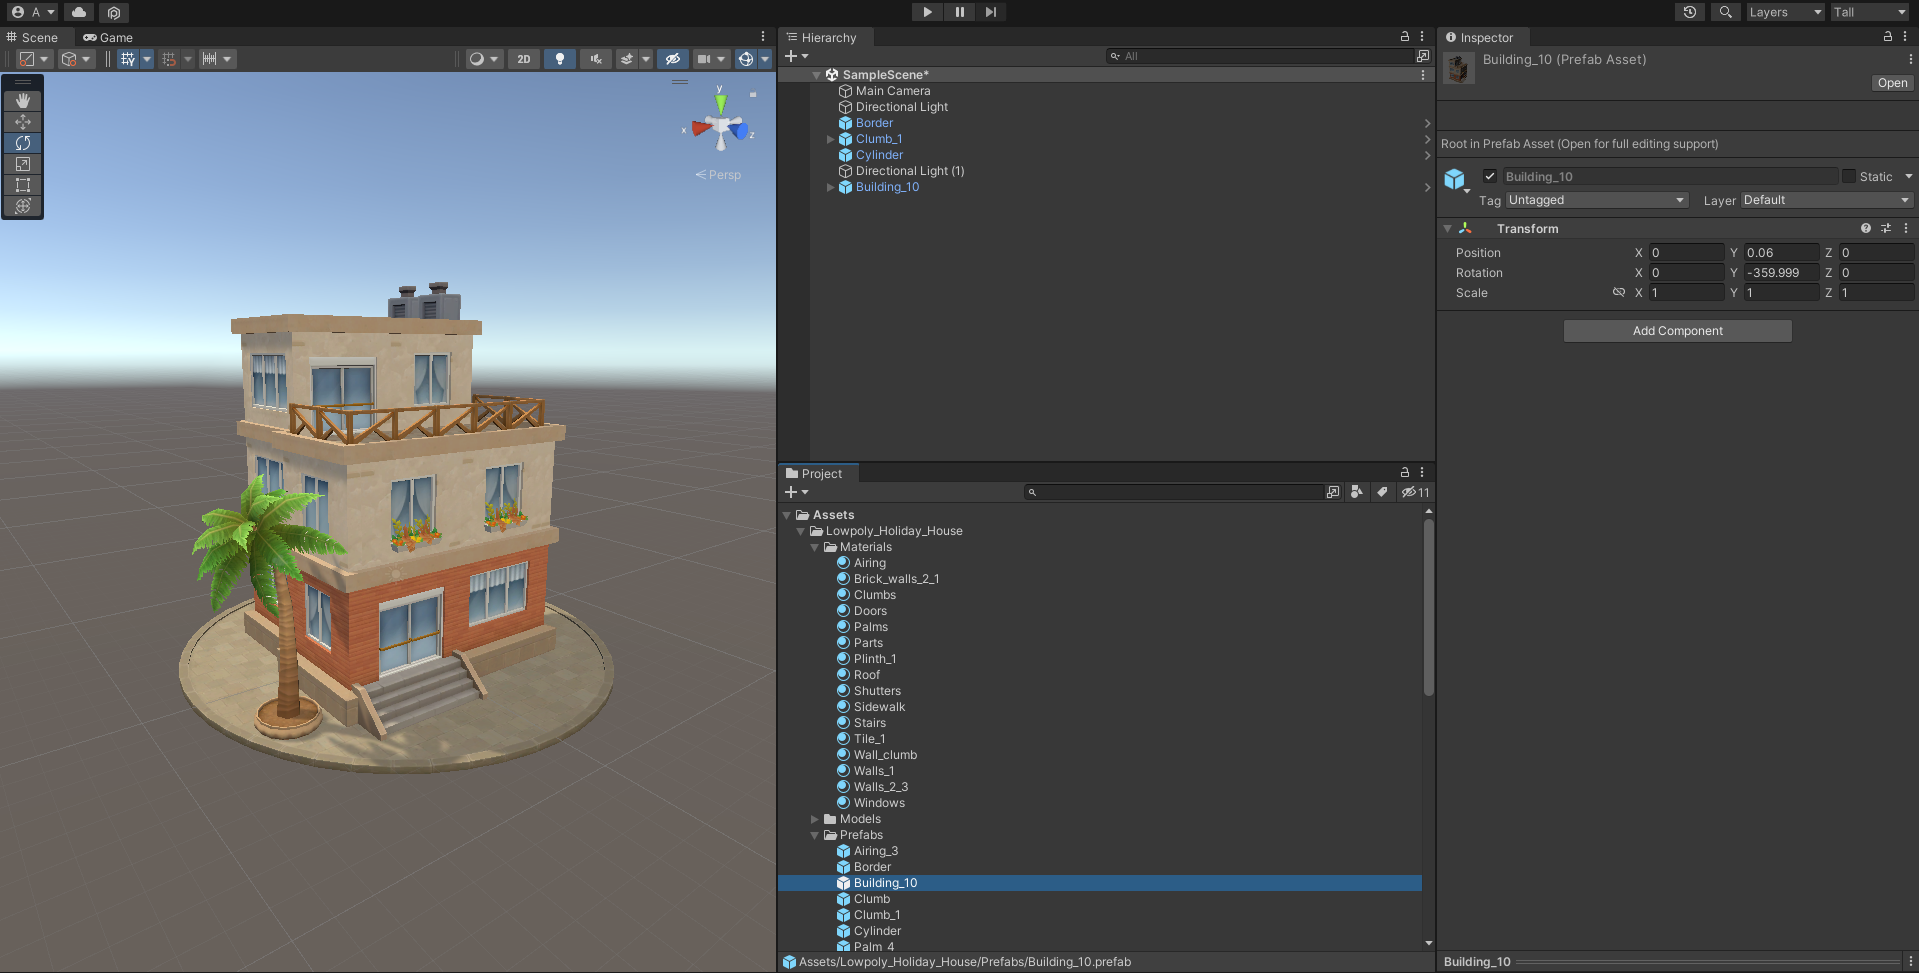 A
Layers
Tall
Scene
Game
2D
y
x
z
Persp
Hierarchy
All
SampleScene*
Main Camera
Directional Light
Border
Clumb_1
Cylinder
Directional Light (1)
Building_10
Project
11
Assets
Lowpoly_Holiday_House
Materials
Airing
Brick_walls_2_1
Clumbs
Doors
Palms
Parts
Plinth_1
Roof
Shutters
Sidewalk
Stairs
Tile_1
Wall_clumb
Walls_1
Walls_2_3
Windows
Models
Prefabs
Airing_3
Border
Building_10
Clumb
Clumb_1
Cylinder
Palm_4
Assets/Lowpoly_Holiday_House/Prefabs/Building_10.prefab
Inspector
Building_10 (Prefab Asset)
Open
Root in Prefab Asset (Open for full editing support)
Building_10
Static
Tag Untagged Layer Default
Transform
Position X 0 Y 0.06 Z 0
Rotation X 0 Y -359.999 Z 0
Scale X 1 Y 1 Z 1
Add Component
Building_10